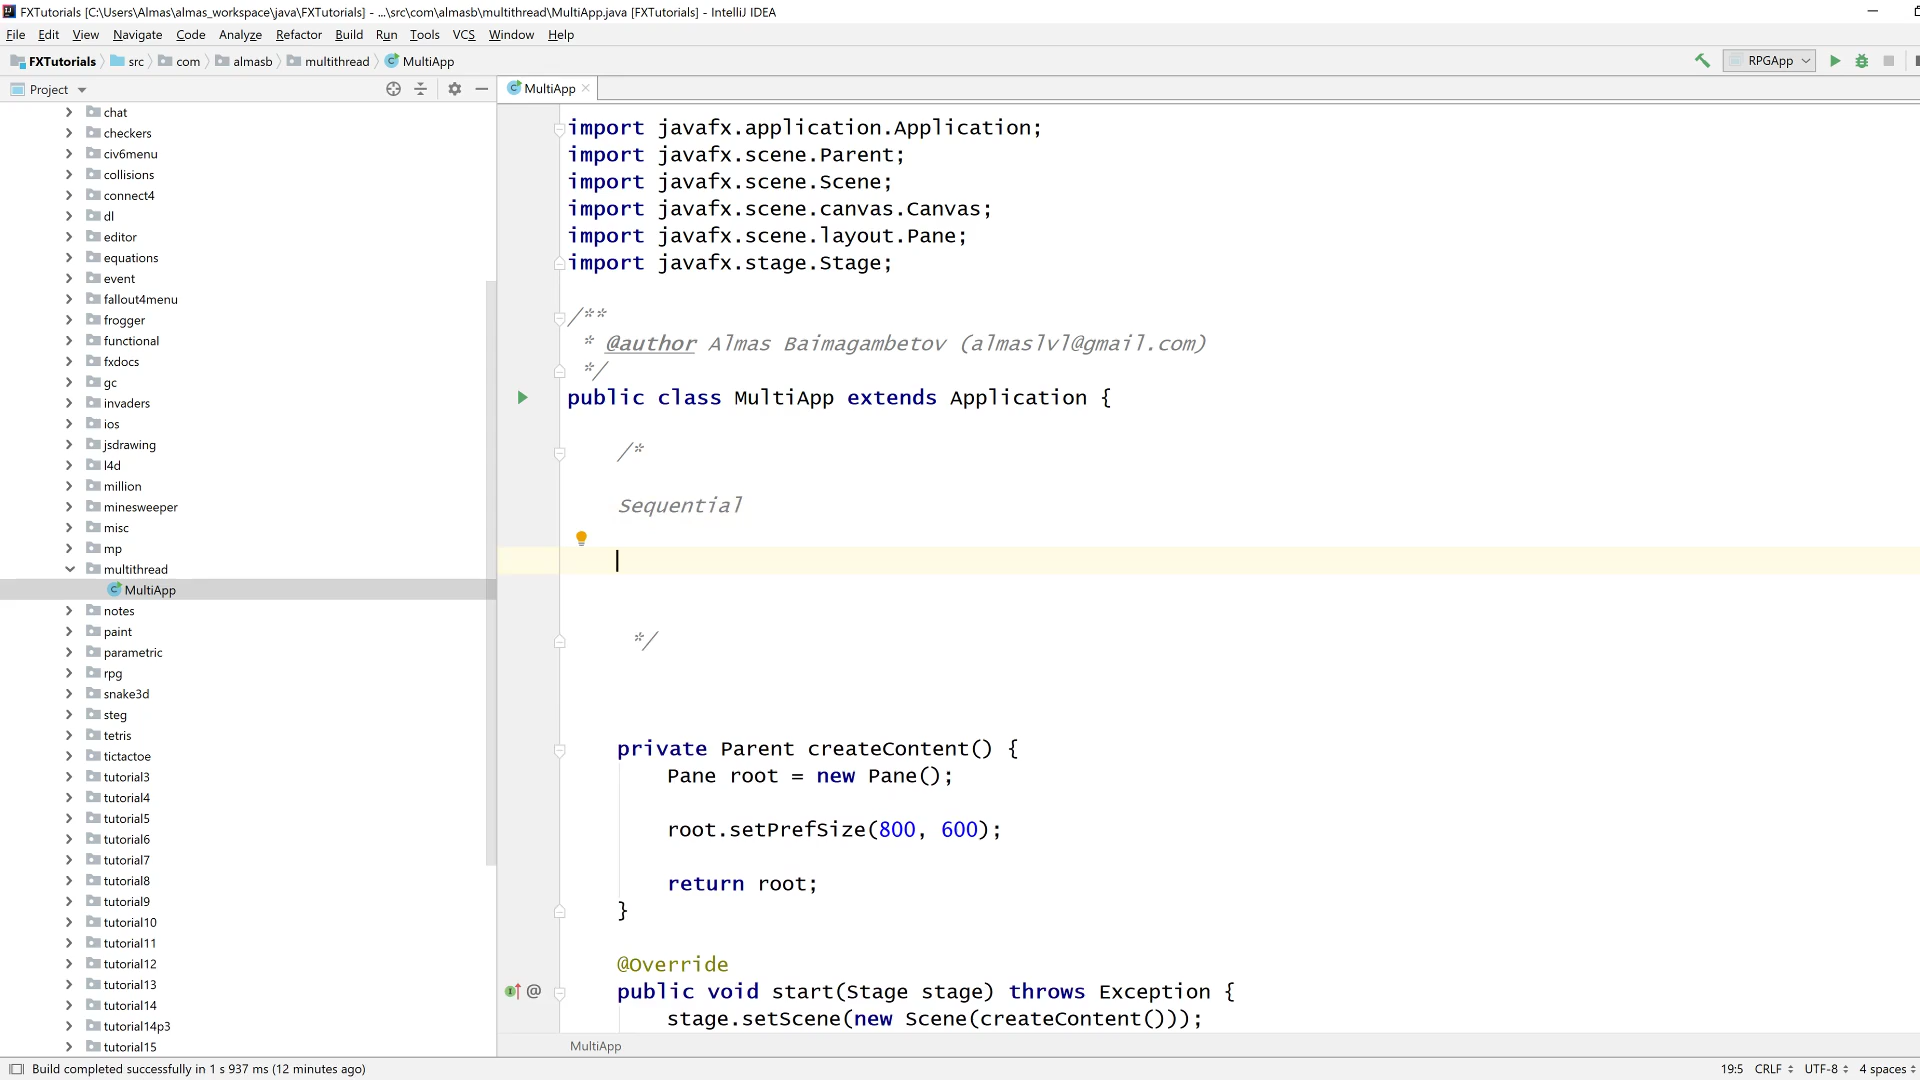 FXTutorials [C:\Users\Almas\almas_workspace\java\FXTutorials] - ...\src\com\almasb\multithread\MultiApp.java [FXTutorials] - IntelliJ IDEA
File Edit View Navigate Code Analyze Refactor Build Run Tools VCS Window Help
FXTutorials src com almasb multithread MultiApp RPGApp
Project MultiApp
chat
checkers
civ6menu
collisions
connect4
dl
editor
equations
event
fallout4menu
frogger
functional
fxdocs
gc
invaders
ios
jsdrawing
l4d
million
minesweeper
misc
mp
multithread
MultiApp
notes
paint
parametric
rpg
snake3d
steg
tetris
tictactoe
tutorial3
tutorial4
tutorial5
tutorial6
tutorial7
tutorial8
tutorial9
tutorial10
tutorial11
tutorial12
tutorial13
tutorial14
tutorial14p3
tutorial15
import javafx.application.Application;
import javafx.scene.Parent;
import javafx.scene.Scene;
import javafx.scene.canvas.Canvas;
import javafx.scene.layout.Pane;
import javafx.stage.Stage;
/**
* @author Almas Baimagambetov (almaslvl@gmail.com)
*/
public class MultiApp extends Application {
/*
Sequential
*/
private Parent createContent() {
Pane root = new Pane();
root.setPrefSize(800, 600);
return root;
}
@Override
public void start(Stage stage) throws Exception {
stage.setScene(new Scene(createContent()));
MultiApp
Build completed successfully in 1 s 937 ms (12 minutes ago) 19:5 CRLF UTF-8 4 spaces